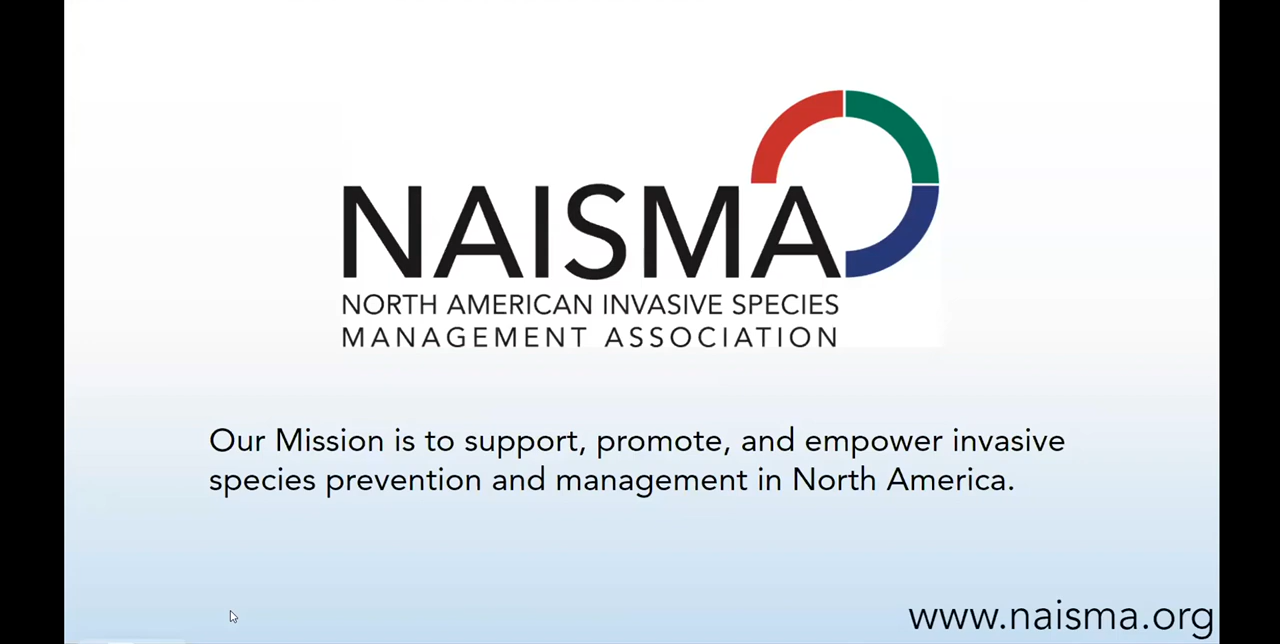 NAISMA
NORTH AMERICAN INVASIVE SPECIES
MANAGEMENT ASSOCIATION
Our Mission is to support, promote, and empower invasive
species prevention and management in North America.
www.naisma.org